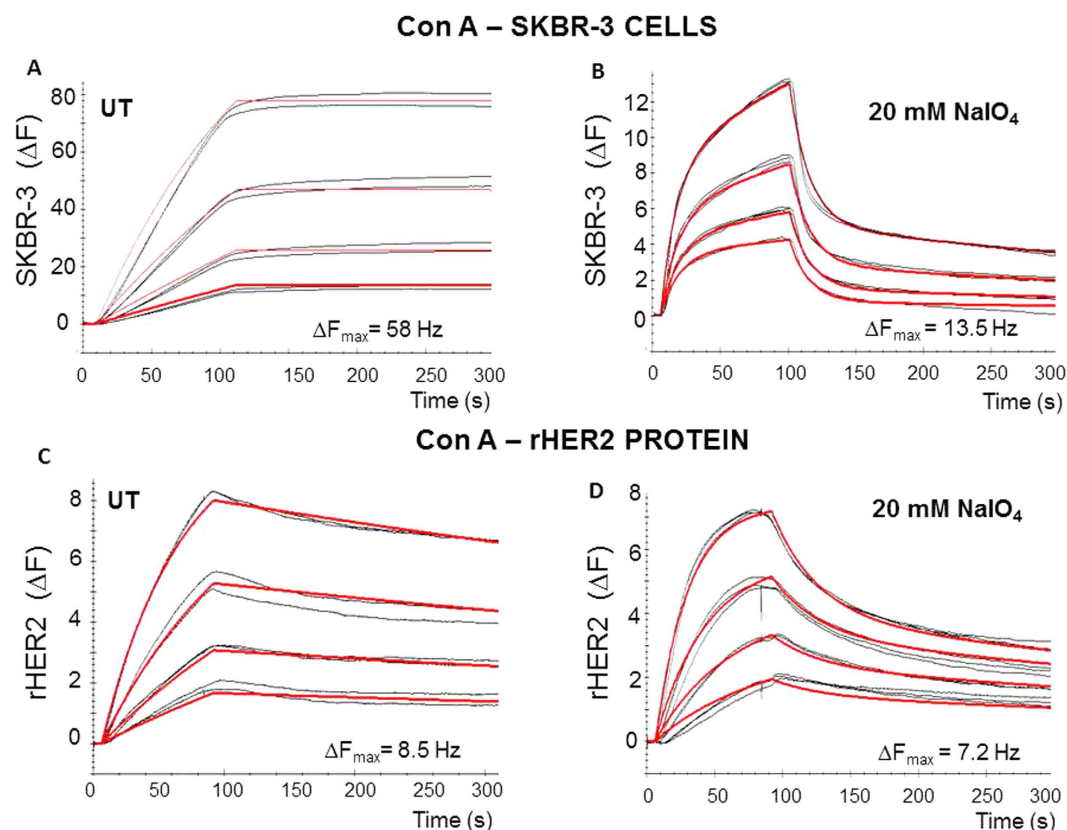 Con A – SKBR-3 CELLS
A
UT
SKBR-3 (ΔF)
80
60
40
20
0
ΔFmax= 58 Hz
0 50 100 150 200 250 300
Time (s)
B
20 mM NaIO4
SKBR-3 (ΔF)
12
10
8
6
4
2
0
ΔFmax = 13.5 Hz
0 50 100 150 200 250 300
Time (s)
Con A – rHER2 PROTEIN
C
UT
rHER2 (ΔF)
8
6
4
2
0
ΔFmax= 8.5 Hz
0 50 100 150 200 250 300
Time (s)
D
20 mM NaIO4
rHER2 (ΔF)
8
6
4
2
0
ΔFmax = 7.2 Hz
0 50 100 150 200 250 300
Time (s)